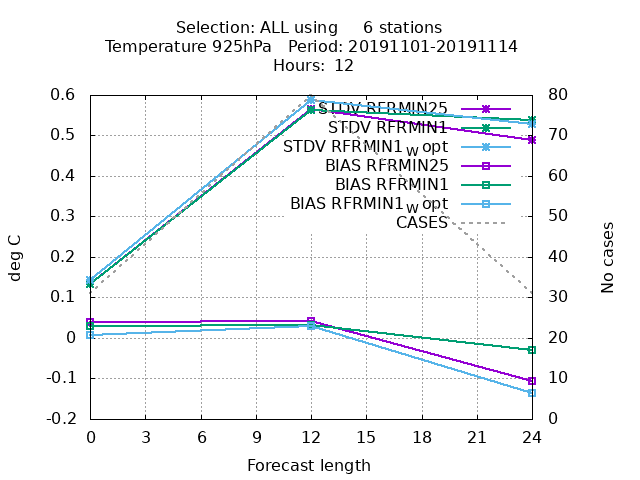 Selection: ALL using     6 stations
Temperature 925hPa   Period: 20191101-20191114
Hours: 12
0.6
0.5
0.4
0.3
0.2
0.1
0
-0.1
-0.2
deg C
80
70
60
50
40
30
20
10
0
No cases
STDV RFRMIN25
STDV RFRMIN1
STDV RFRMIN1_W opt
BIAS RFRMIN25
BIAS RFRMIN1
BIAS RFRMIN1_W opt
CASES
0 3 6 9 12 15 18 21 24
Forecast length